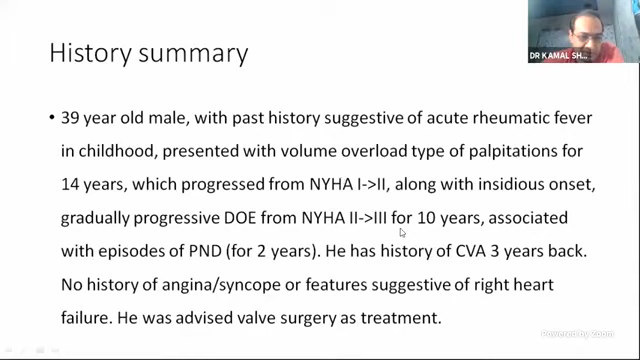 DR KAMAL SH...
History summary
• 39 year old male, with past history suggestive of acute rheumatic fever
in childhood, presented with volume overload type of palpitations for
14 years, which progressed from NYHA I->II, along with insidious onset,
gradually progressive DOE from NYHA II->III for 10 years, associated
with episodes of PND (for 2 years). He has history of CVA 3 years back.
No history of angina/syncope or features suggestive of right heart
failure. He was advised valve surgery as treatment.
Powered by Zoom